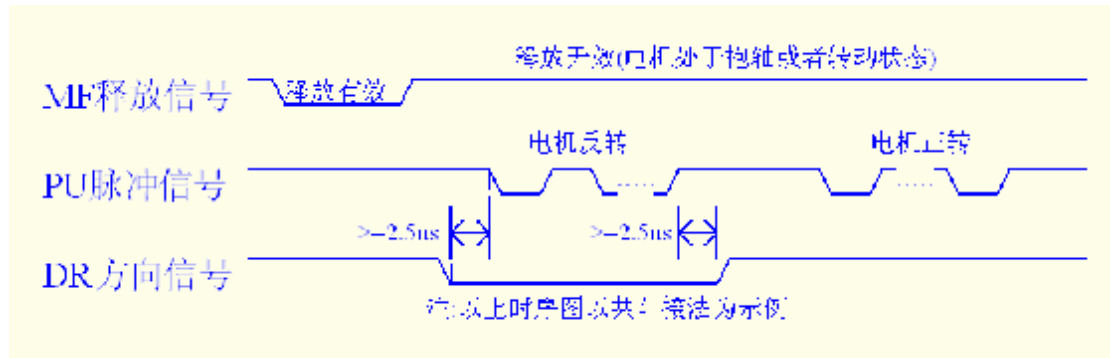 释放无效(电机处于抱轴或者转动状态)
MF释放信号
释放有效
电机反转
电机正转
PU脉冲信号
>=2.5us
>=2.5us
DR方向信号
注:以上时序图以共 接法为示例